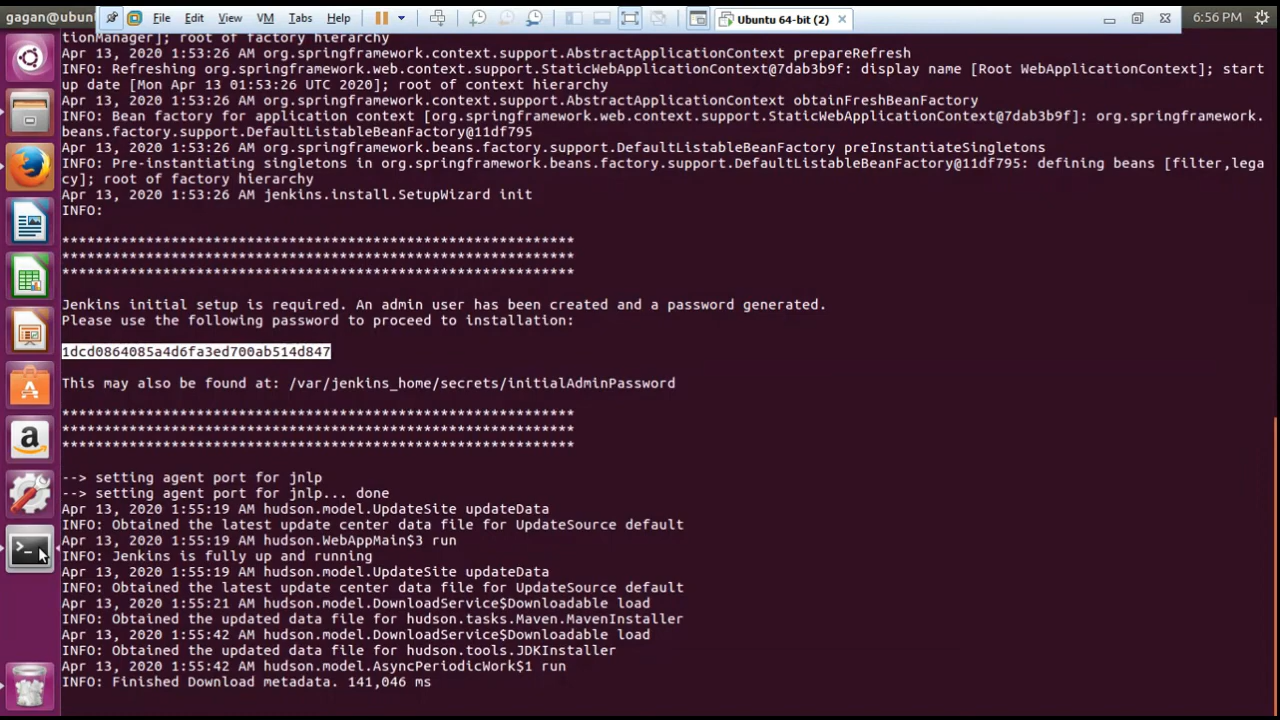 gagan@ubunt
File Edit View VM Tabs Help
Ubuntu 64-bit (2)
6:56 PM
tionManager]; root of factory hierarchy
Apr 13, 2020 1:53:26 AM org.springframework.context.support.AbstractApplicationContext prepareRefresh
INFO: Refreshing org.springframework.web.context.support.StaticWebApplicationContext@7dab3b9f: display name [Root WebApplicationContext]; start
up date [Mon Apr 13 01:53:26 UTC 2020]; root of context hierarchy
Apr 13, 2020 1:53:26 AM org.springframework.context.support.AbstractApplicationContext obtainFreshBeanFactory
INFO: Bean factory for application context [org.springframework.web.context.support.StaticWebApplicationContext@7dab3b9f]: org.springframework.
beans.factory.support.DefaultListableBeanFactory@11df795
Apr 13, 2020 1:53:26 AM org.springframework.beans.factory.support.DefaultListableBeanFactory preInstantiateSingletons
INFO: Pre-instantiating singletons in org.springframework.beans.factory.support.DefaultListableBeanFactory@11df795: defining beans [filter,lega
cy]; root of factory hierarchy
Apr 13, 2020 1:53:26 AM jenkins.install.SetupWizard init
INFO:
*************************************************************
*************************************************************
*************************************************************
Jenkins initial setup is required. An admin user has been created and a password generated.
Please use the following password to proceed to installation:
1dcd0864085a4d6fa3ed700ab514d847
This may also be found at: /var/jenkins_home/secrets/initialAdminPassword
*************************************************************
*************************************************************
*************************************************************
--> setting agent port for jnlp
--> setting agent port for jnlp... done
Apr 13, 2020 1:55:19 AM hudson.model.UpdateSite updateData
INFO: Obtained the latest update center data file for UpdateSource default
Apr 13, 2020 1:55:19 AM hudson.WebAppMain$3 run
INFO: Jenkins is fully up and running
Apr 13, 2020 1:55:19 AM hudson.model.UpdateSite updateData
INFO: Obtained the latest update center data file for UpdateSource default
Apr 13, 2020 1:55:21 AM hudson.model.DownloadService$Downloadable load
INFO: Obtained the updated data file for hudson.tasks.Maven.MavenInstaller
Apr 13, 2020 1:55:42 AM hudson.model.DownloadService$Downloadable load
INFO: Obtained the updated data file for hudson.tools.JDKInstaller
Apr 13, 2020 1:55:42 AM hudson.model.AsyncPeriodicWork$1 run
INFO: Finished Download metadata. 141,046 ms